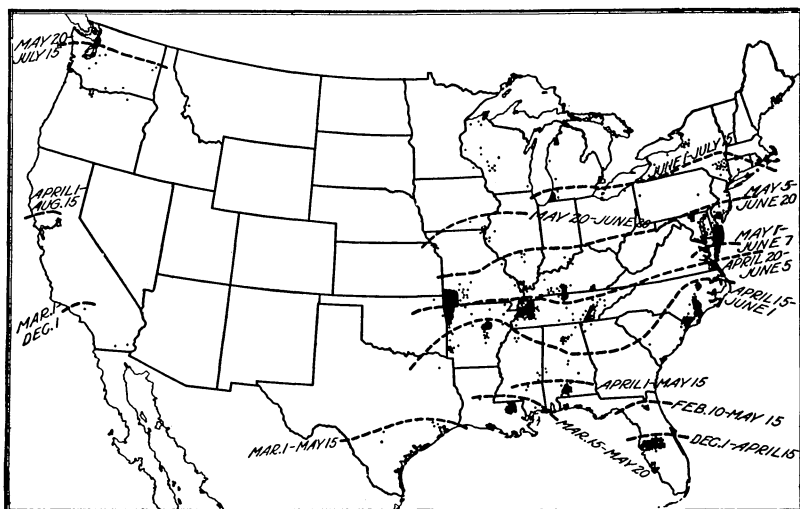 MAY 20-
JULY 15
JUNE 1-JULY 15
APRIL 1-
AUG. 15
MAY 5-
JUNE 20
MAY 20-JUNE 20
MAY 1-
JUNE 7
APRIL 20-
JUNE 5
APRIL 15-
JUNE 1
MAR. 1-
DEC. 1
APRIL 1-MAY 15
FEB. 10-MAY 15
MAR. 1-MAY 15
MAR. 15-MAY 20
DEC. 1-APRIL 15